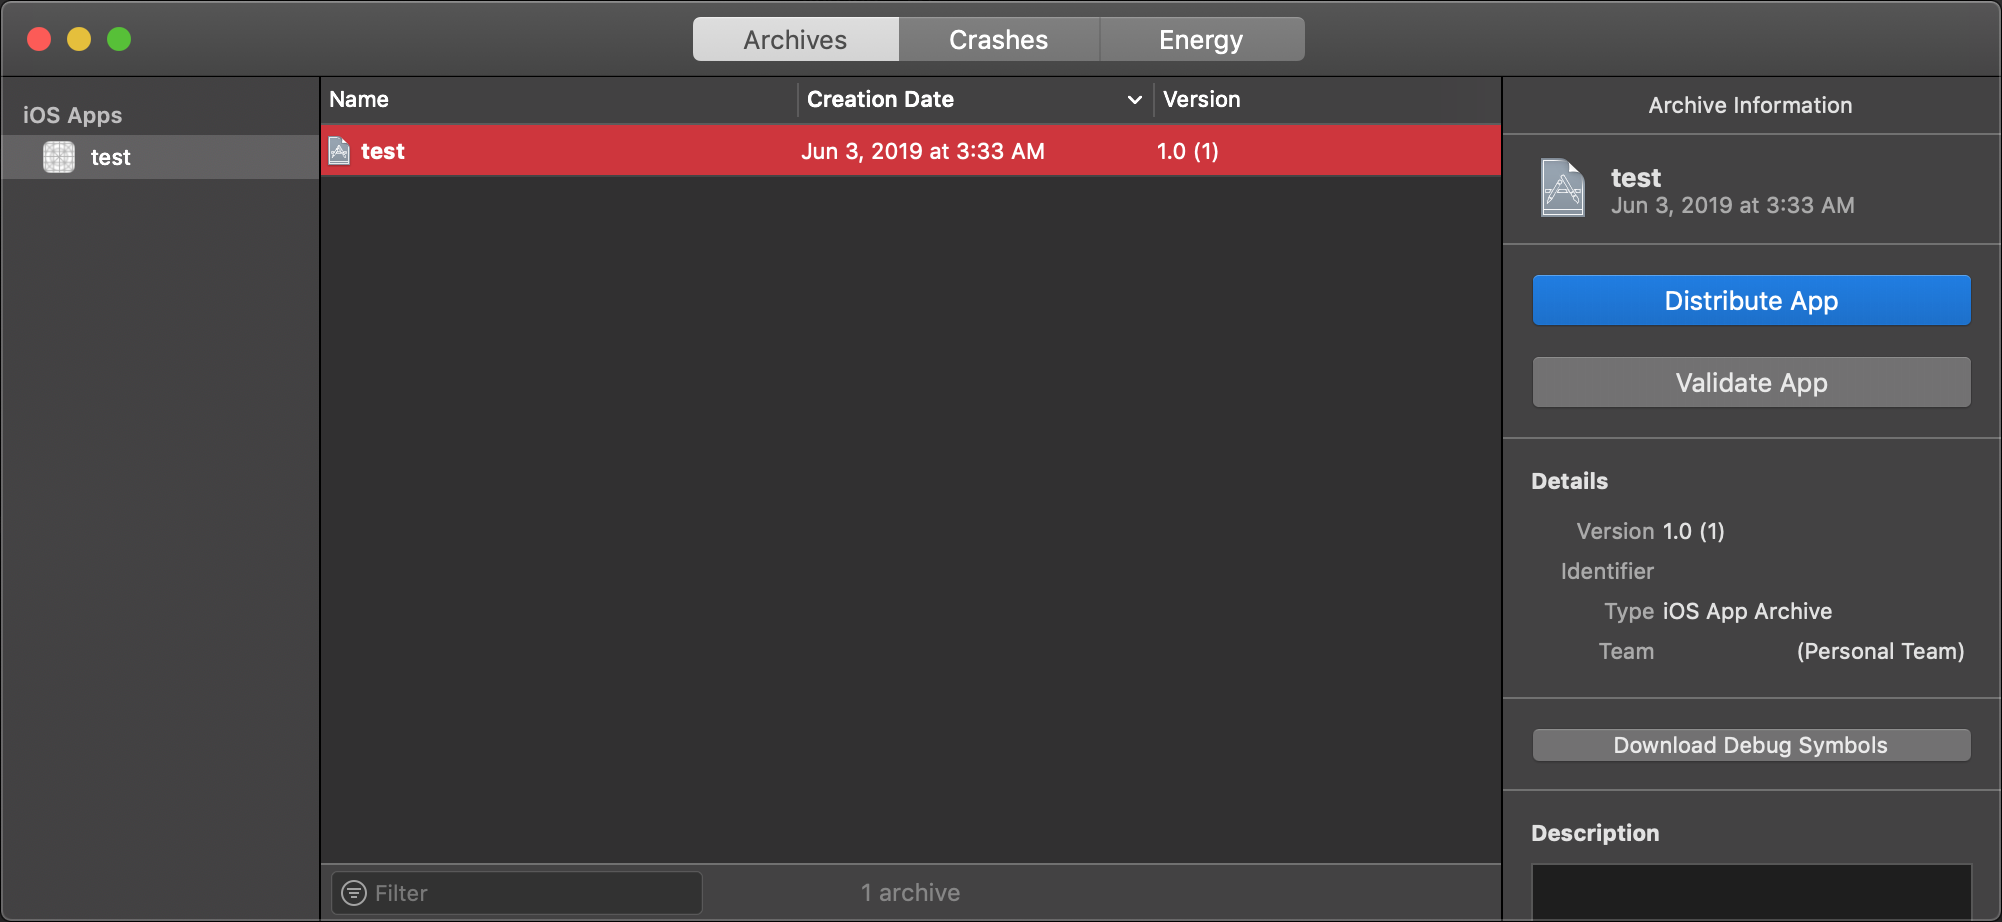 Archives Crashes Energy
iOS Apps
test
Name Creation Date Version
test Jun 3, 2019 at 3:33 AM 1.0 (1)
Filter 1 archive
Archive Information
test
Jun 3, 2019 at 3:33 AM
Distribute App
Validate App
Details
Version 1.0 (1)
Identifier
Type iOS App Archive
Team (Personal Team)
Download Debug Symbols
Description